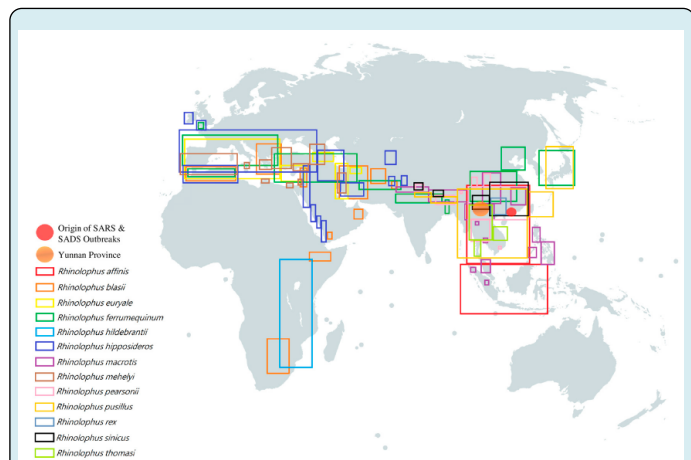 Origin of SARS &
SADS Outbreaks
Yunnan Province
Rhinolophus affinis
Rhinolophus blasii
Rhinolophus euryale
Rhinolophus ferrumequinum
Rhinolophus hildebrantii
Rhinolophus hipposideros
Rhinolophus macrotis
Rhinolophus mehelyi
Rhinolophus pearsonii
Rhinolophus pusillus
Rhinolophus rex
Rhinolophus sinicus
Rhinolophus thomasi